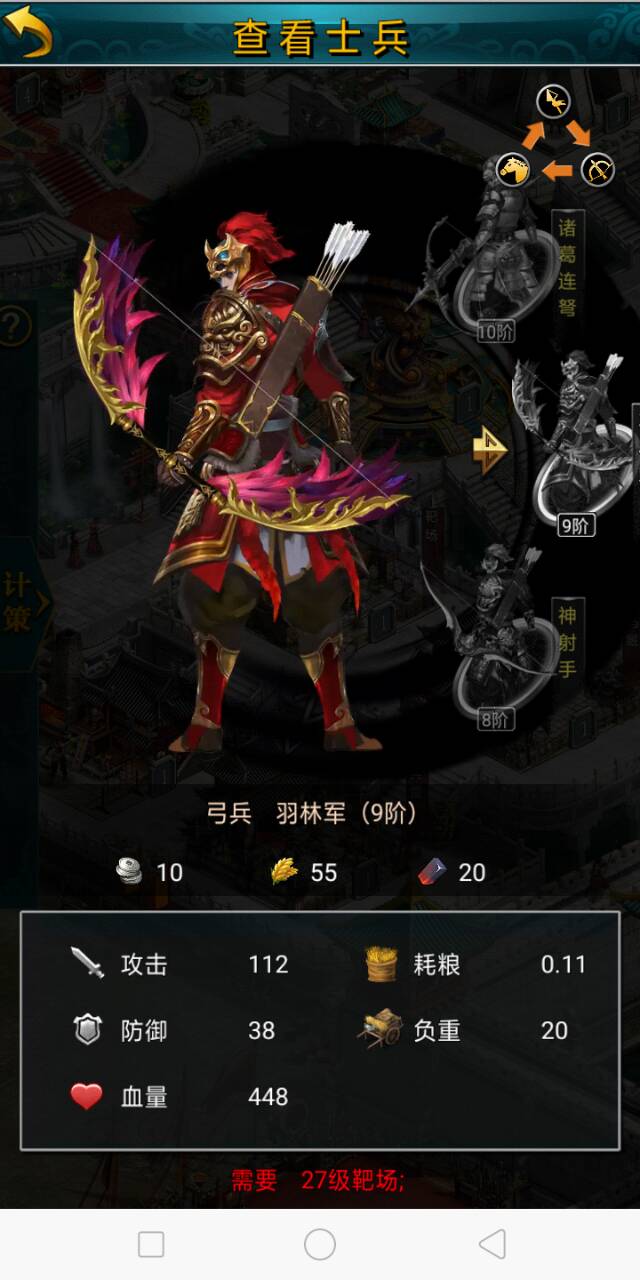 查看士兵
诸葛连弩
10阶
9阶
计策
神射手
8阶
弓兵 羽林军（9阶）
10 55 20
攻击 112 耗粮 0.11
防御 38 负重 20
血量 448
需要 27级靶场;